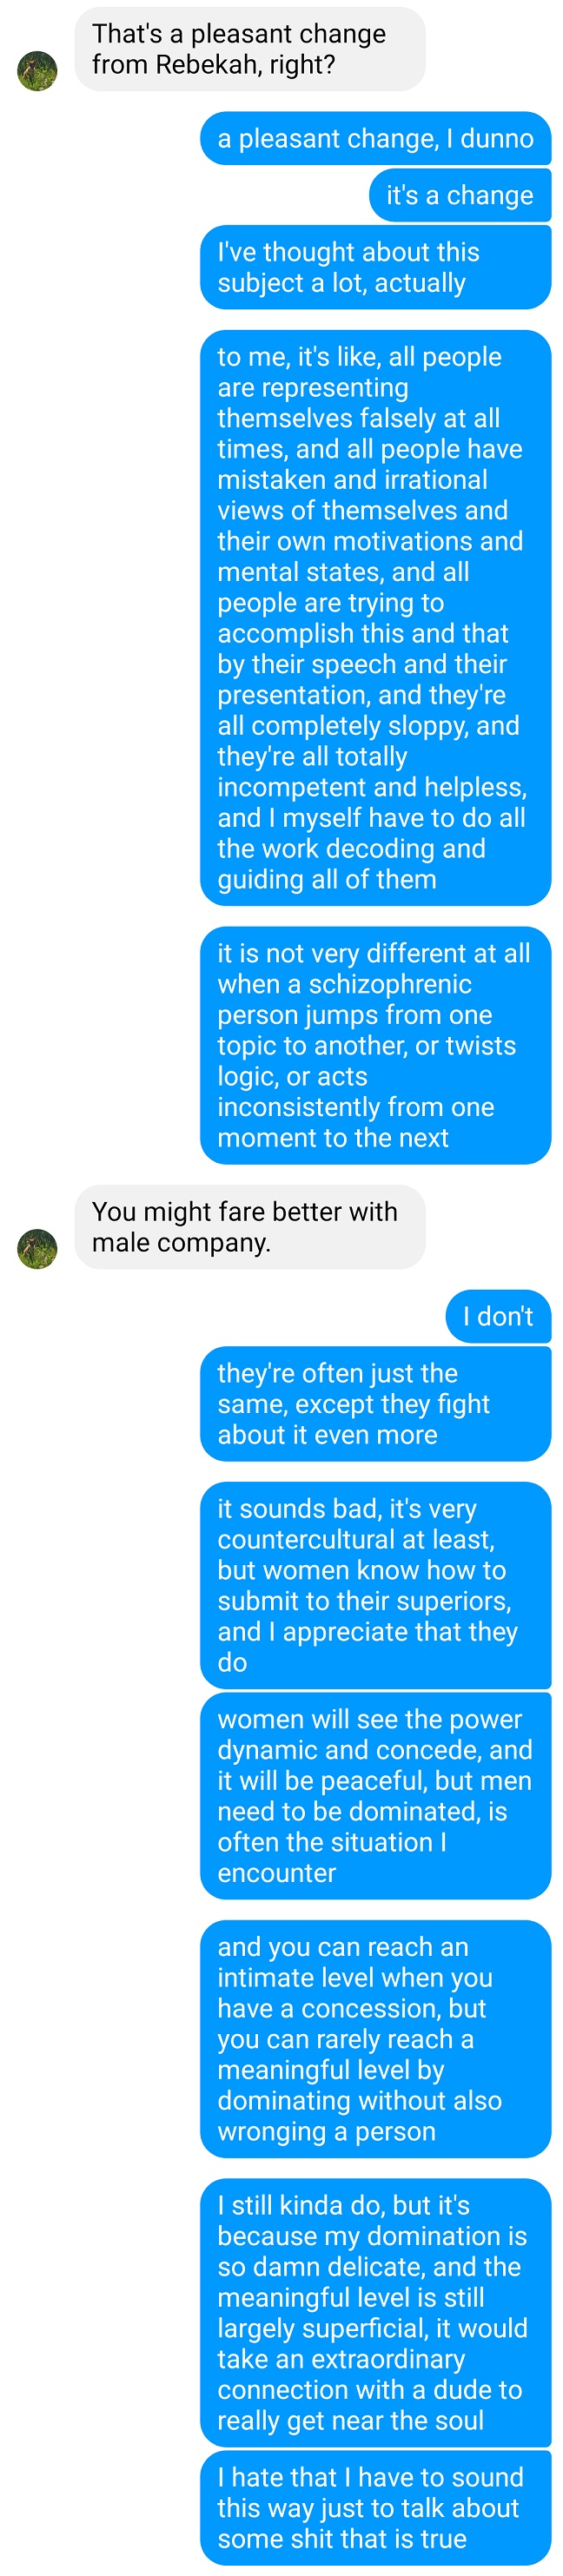 That's a pleasant change
from Rebekah, right?
a pleasant change, I dunno
it's a change
I've thought about this
subject a lot, actually
to me, it's like, all people
are representing
themselves falsely at all
times, and all people have
mistaken and irrational
views of themselves and
their own motivations and
mental states, and all
people are trying to
accomplish this and that
by their speech and their
presentation, and they're
all completely sloppy, and
they're all totally
incompetent and helpless,
and I myself have to do all
the work decoding and
guiding all of them
it is not very different at all
when a schizophrenic
person jumps from one
topic to another, or twists
logic, or acts
inconsistently from one
moment to the next
You might fare better with
male company.
I don't
they're often just the
same, except they fight
about it even more
it sounds bad, it's very
countercultural at least,
but women know how to
submit to their superiors,
and I appreciate that they
do
women will see the power
dynamic and concede, and
it will be peaceful, but men
need to be dominated, is
often the situation I
encounter
and you can reach an
intimate level when you
have a concession, but
you can rarely reach a
meaningful level by
dominating without also
wronging a person
I still kinda do, but it's
because my domination is
so damn delicate, and the
meaningful level is still
largely superficial, it would
take an extraordinary
connection with a dude to
really get near the soul
I hate that I have to sound
this way just to talk about
some shit that is true